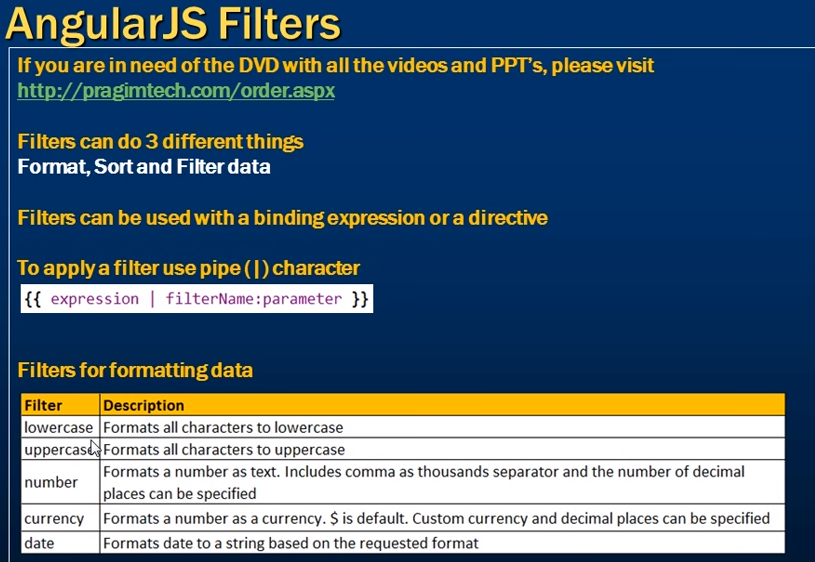 AngularJS Filters
If you are in need of the DVD with all the videos and PPT's, please visit
http://pragimtech.com/order.aspx
Filters can do 3 different things
Format, Sort and Filter data
Filters can be used with a binding expression or a directive
To apply a filter use pipe (|) character
{{ expression | filterName:parameter }}
Filters for formatting data
Filter Description
lowercase Formats all characters to lowercase
uppercase Formats all characters to uppercase
number Formats a number as text. Includes comma as thousands separator and the number of decimal
places can be specified
currency Formats a number as a currency. $ is default. Custom currency and decimal places can be specified
date Formats date to a string based on the requested format